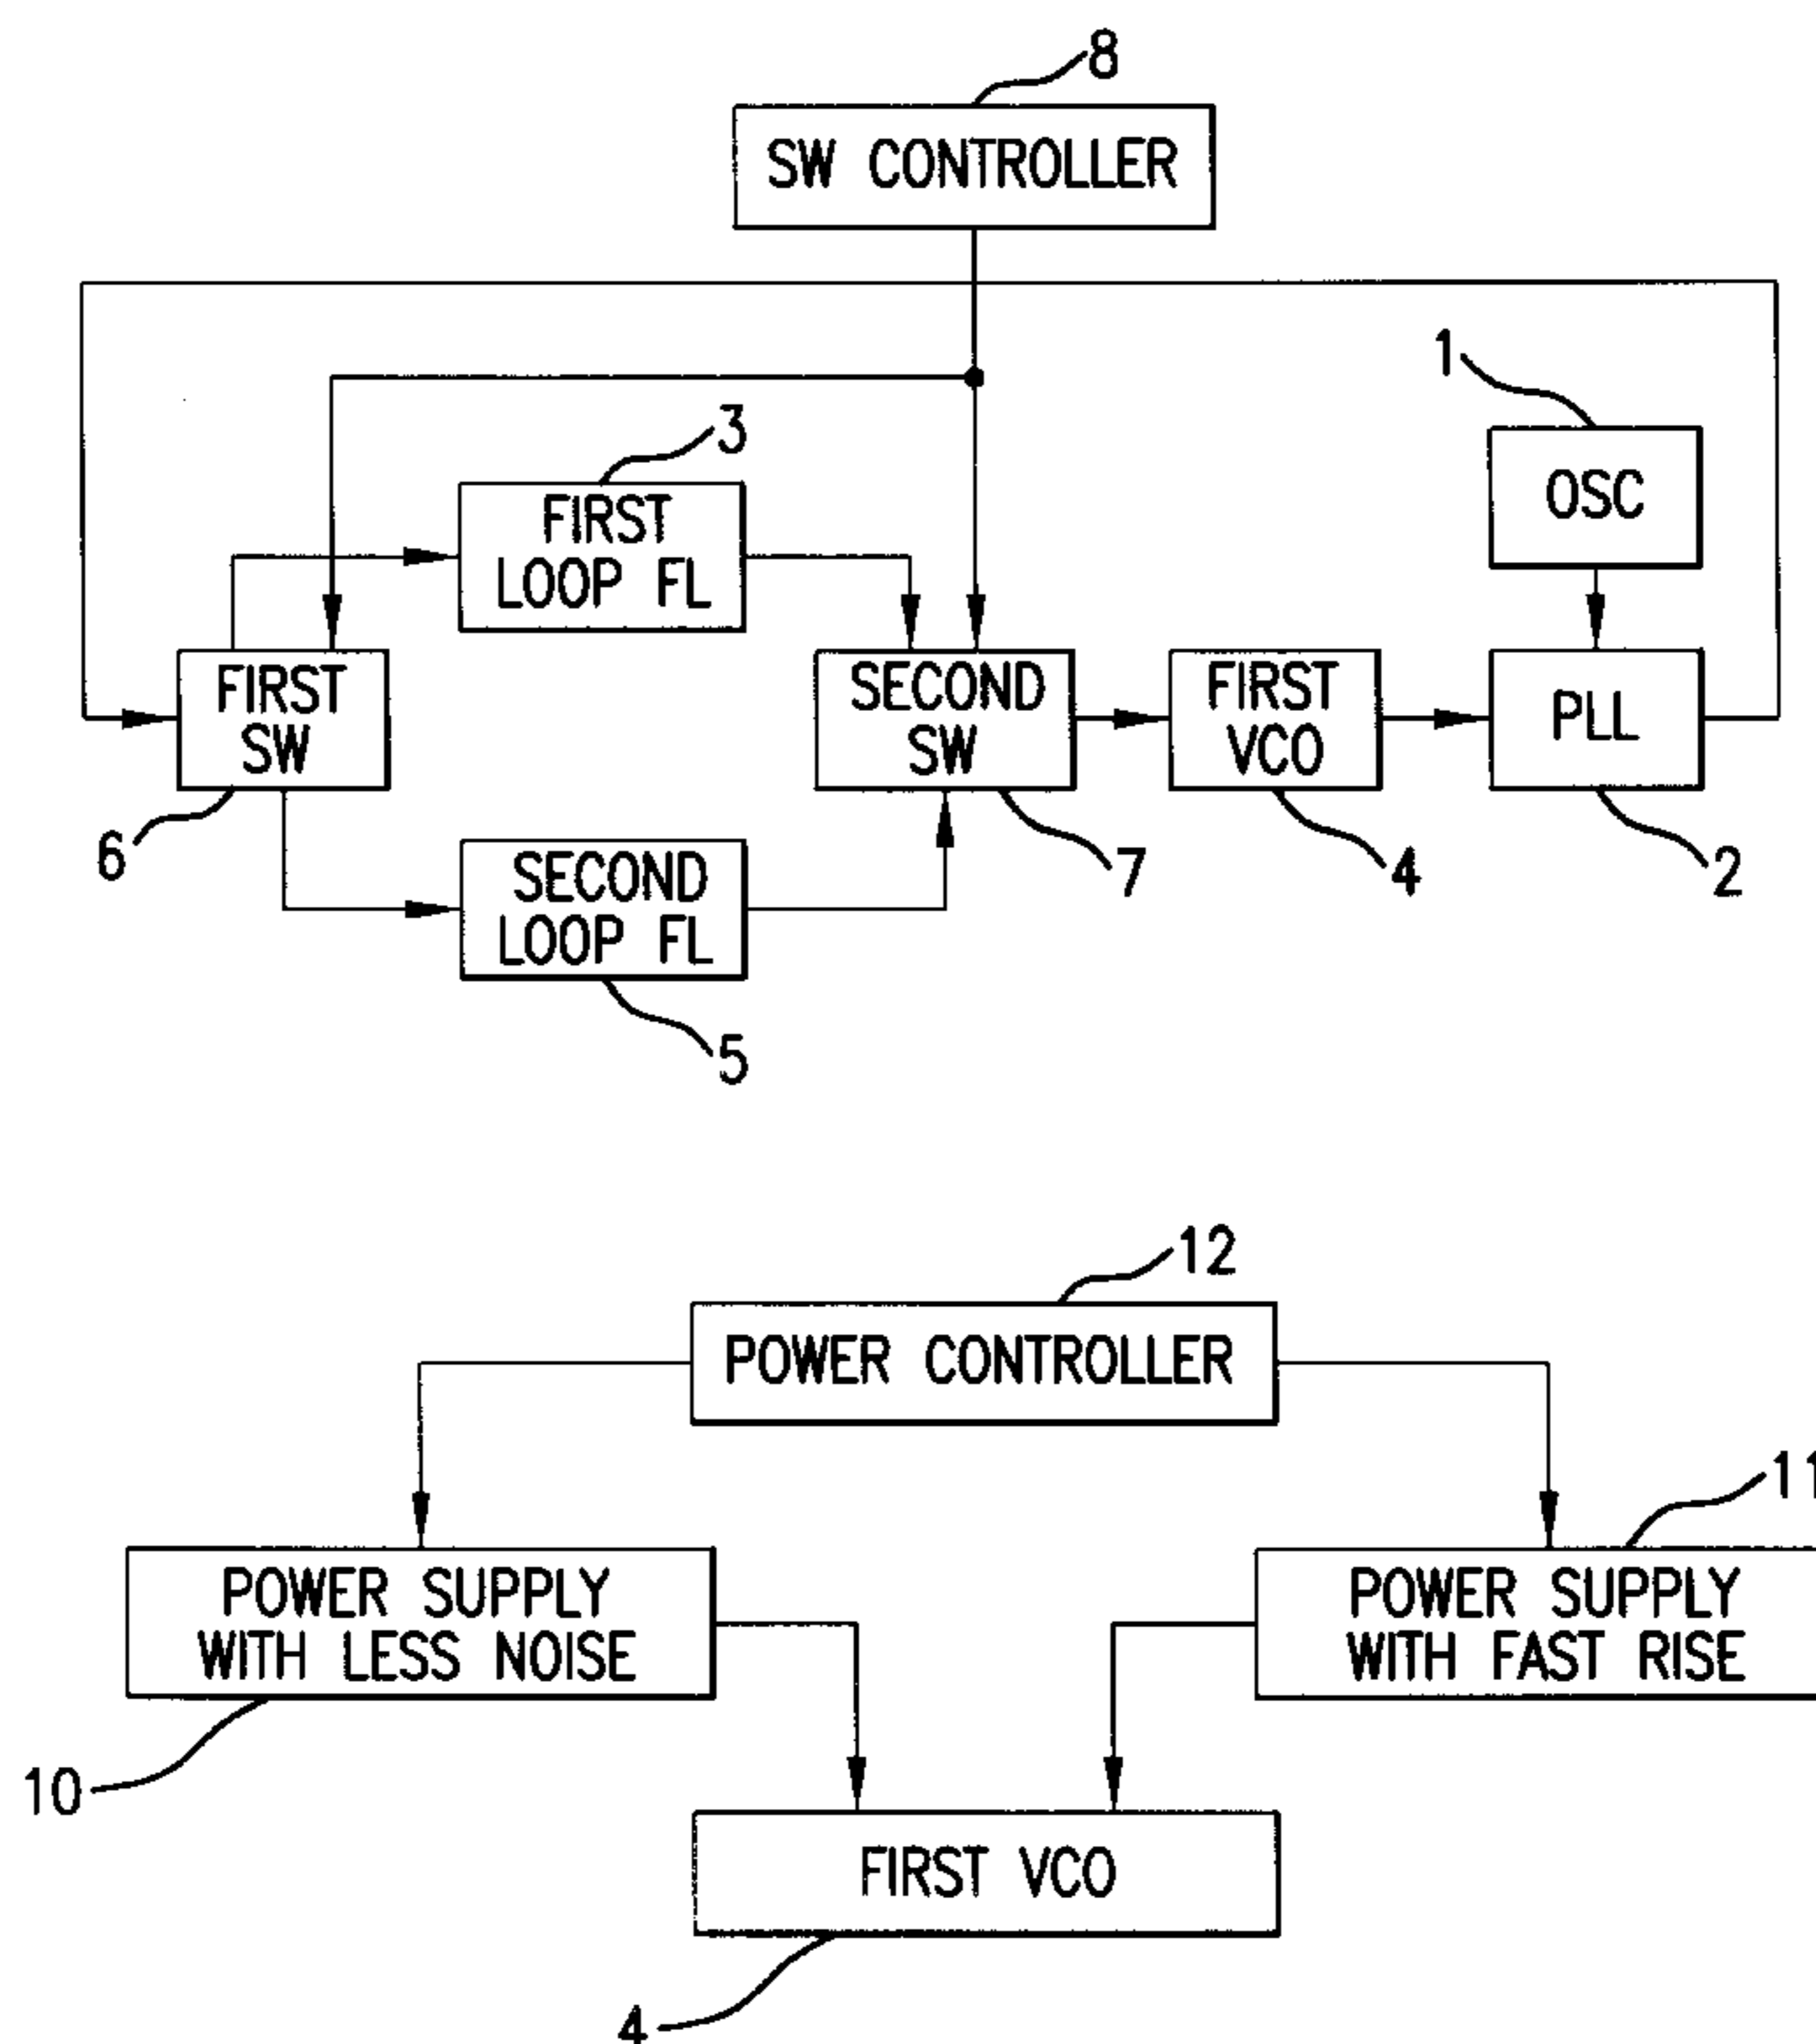 8
SW CONTROLLER
1
OSC
3
FIRST
LOOP FL
FIRST
SW
SECOND
SW
FIRST
VCO
PLL
6
7
4
2
SECOND
LOOP FL
5
12
POWER CONTROLLER
11
POWER SUPPLY
WITH LESS NOISE
POWER SUPPLY
WITH FAST RISE
10
FIRST VCO
4